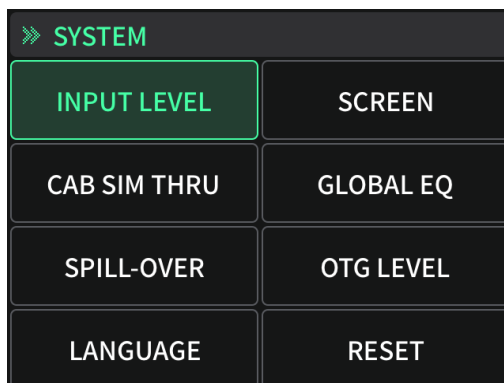 SYSTEM
INPUT LEVEL SCREEN
CAB SIM THRU GLOBAL EQ
SPILL-OVER OTG LEVEL
LANGUAGE RESET